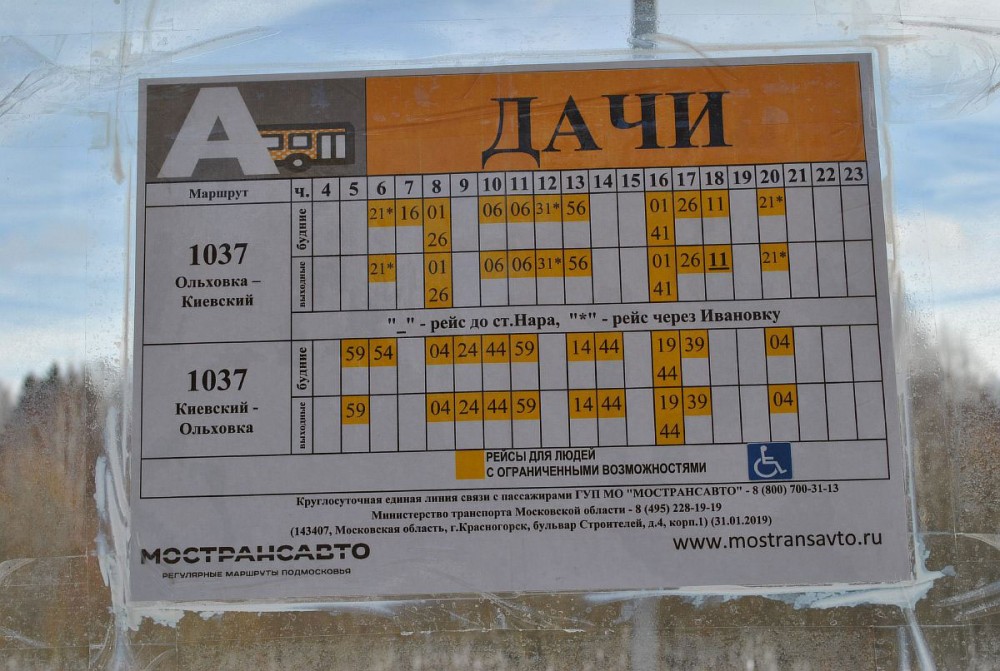 А ДАЧИ
Маршрут ч. 4 5 6 7 8 9 10 11 12 13 14 15 16 17 18 19 20 21 22 23
1037
Ольховка –
Киевский
будние 21* 16 01 06 06 31* 56 01 26 11 21*
26 41
выходные 21* 01 06 06 31* 56 01 26 11 21*
26 41
"_" - рейс до ст.Нара, "*" - рейс через Ивановку
1037
Киевский -
Ольховка
будние 59 54 04 24 44 59 14 44 19 39 04
44
выходные 59 04 24 44 59 14 44 19 39 04
44
РЕЙСЫ ДЛЯ ЛЮДЕЙ
С ОГРАНИЧЕННЫМИ ВОЗМОЖНОСТЯМИ
Круглосуточная единая линия связи с пассажирами ГУП МО "МОСТРАНСАВТО" - 8 (800) 700-31-13
Министерство транспорта Московской области - 8 (495) 228-19-19
(143407, Московская область, г.Красногорск, бульвар Строителей, д.4, корп.1) (31.01.2019)
МОСТРАНСАВТО
РЕГУЛЯРНЫЕ МАРШРУТЫ ПОДМОСКОВЬЯ
www.mostransavto.ru